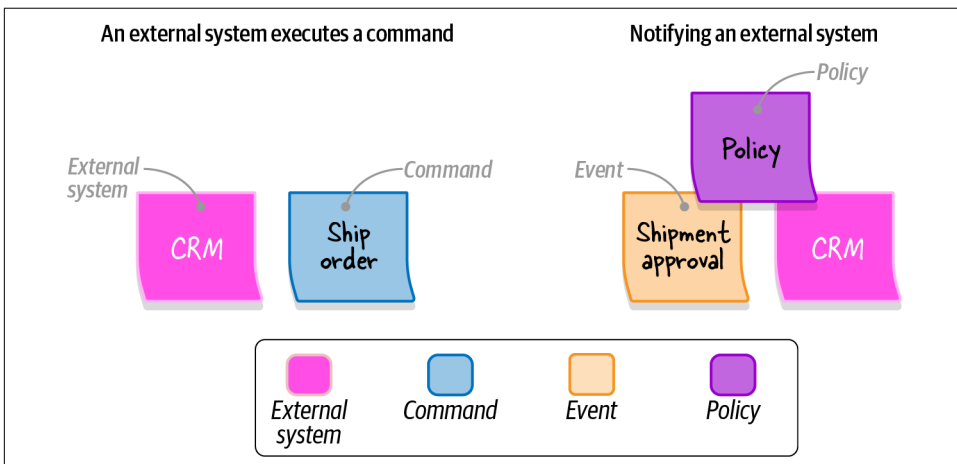 An external system executes a command
Notifying an external system
External
system
CRM
Command
Ship
order
Policy
Policy
Event
Shipment
approval
CRM
External
system
Command
Event
Policy